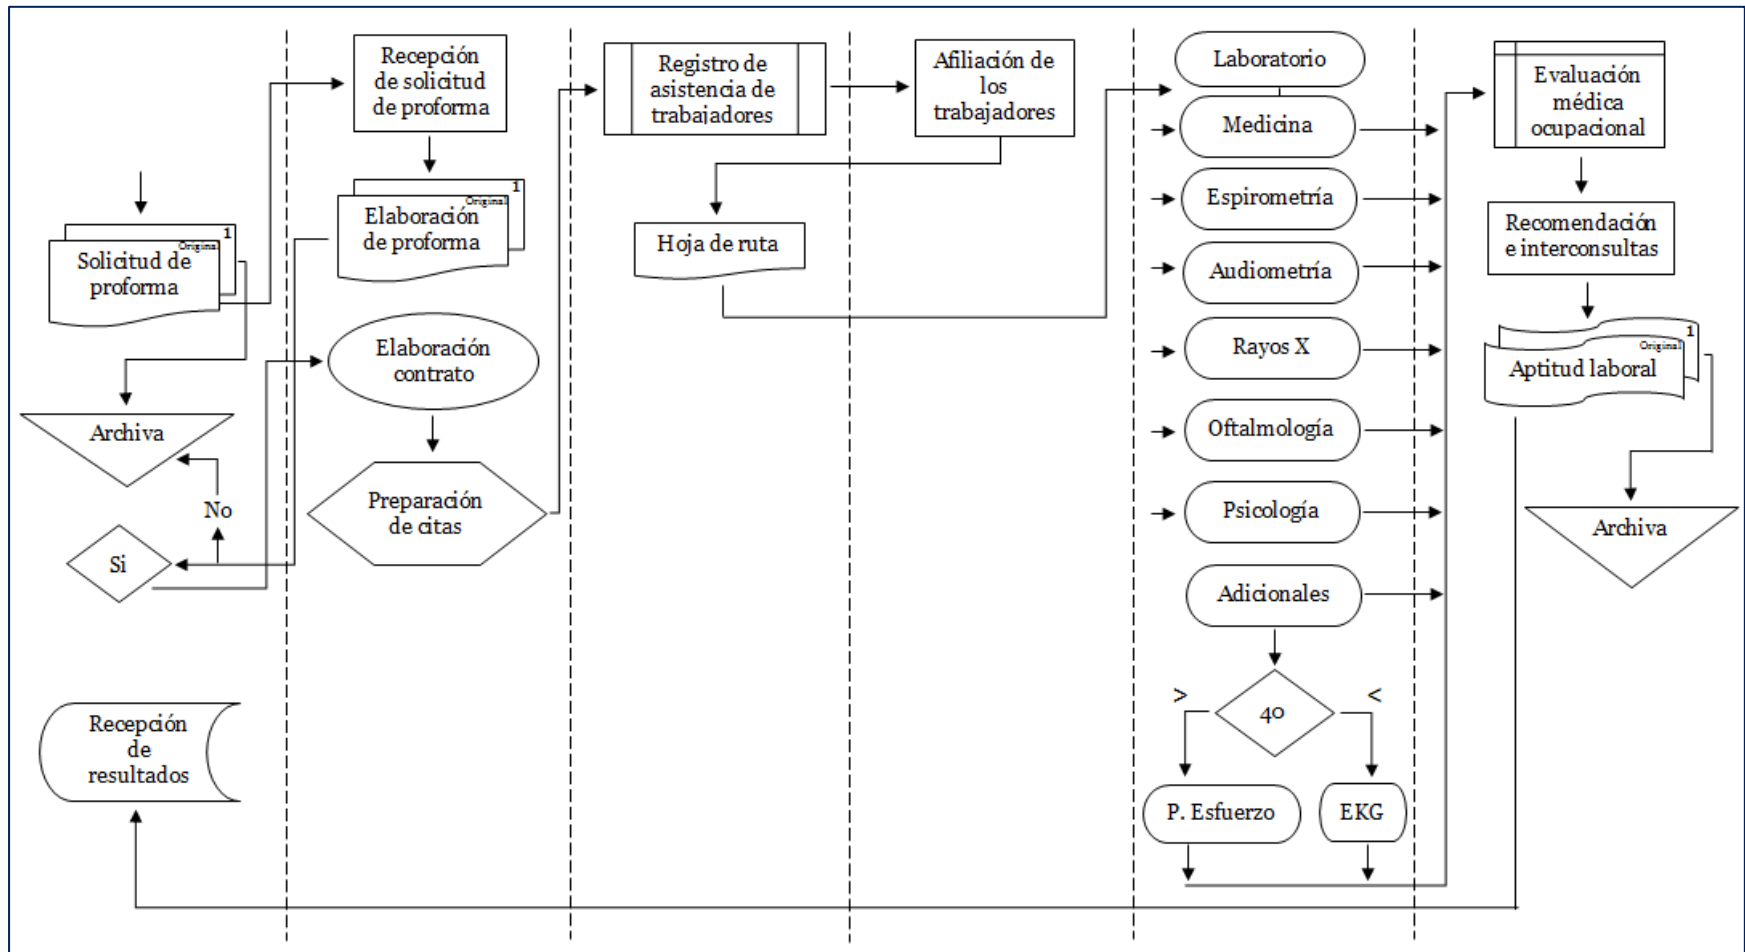 1
Original
Solicitud de
proforma
Archiva
No
Si
Recepción
de
resultados
Recepción
de solicitud
de proforma
1
Original
Elaboración
de proforma
Elaboración
contrato
Preparación
de citas
Registro de
asistencia de
trabajadores
Hoja de ruta
Afiliación de
los
trabajadores
Laboratorio
Medicina
Espirometría
Audiometría
Rayos X
Oftalmología
Psicología
Adicionales
>
40
<
P. Esfuerzo
EKG
Evaluación
médica
ocupacional
Recomendación
e interconsultas
1
Original
Aptitud laboral
Archiva